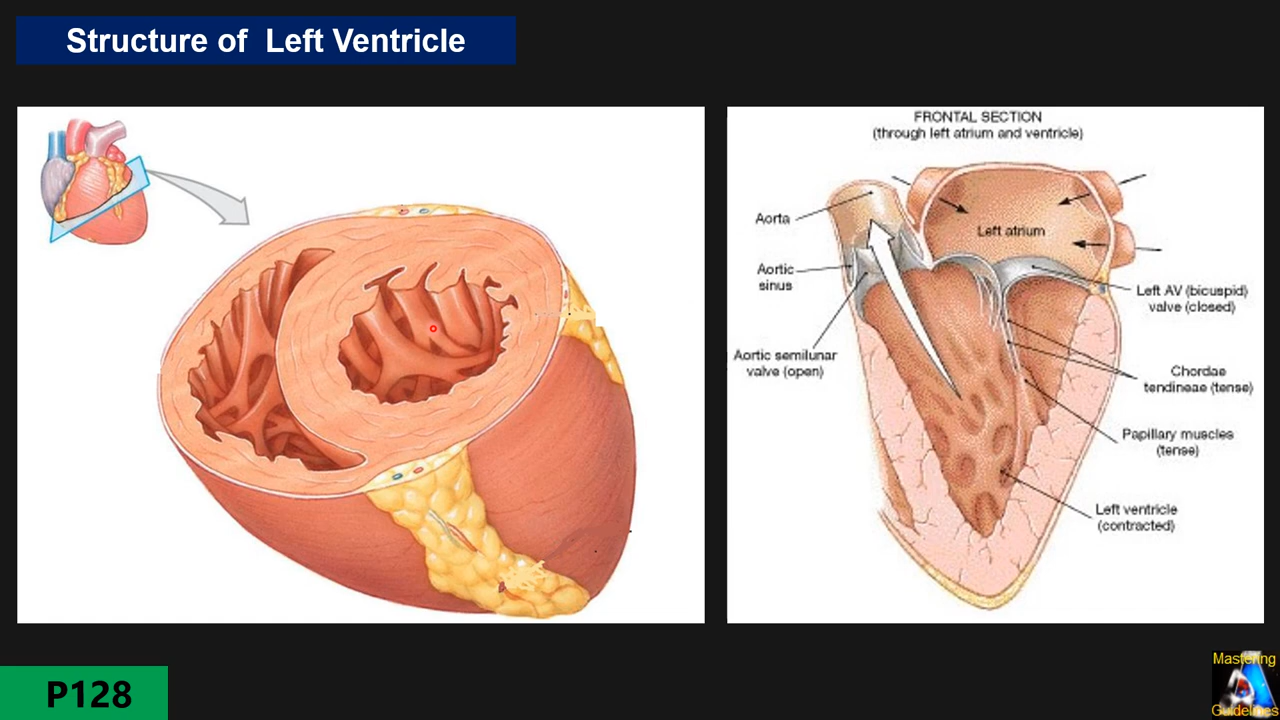 Structure of  Left Ventricle
FRONTAL SECTION
(through left atrium and ventricle)
Aorta
Left atrium
Aortic
sinus
Left AV (bicuspid)
valve (closed)
Aortic semilunar
valve (open)
Chordae
tendineae (tense)
Papillary muscles
(tense)
Left ventricle
(contracted)
P128
Mastering
Guidelines